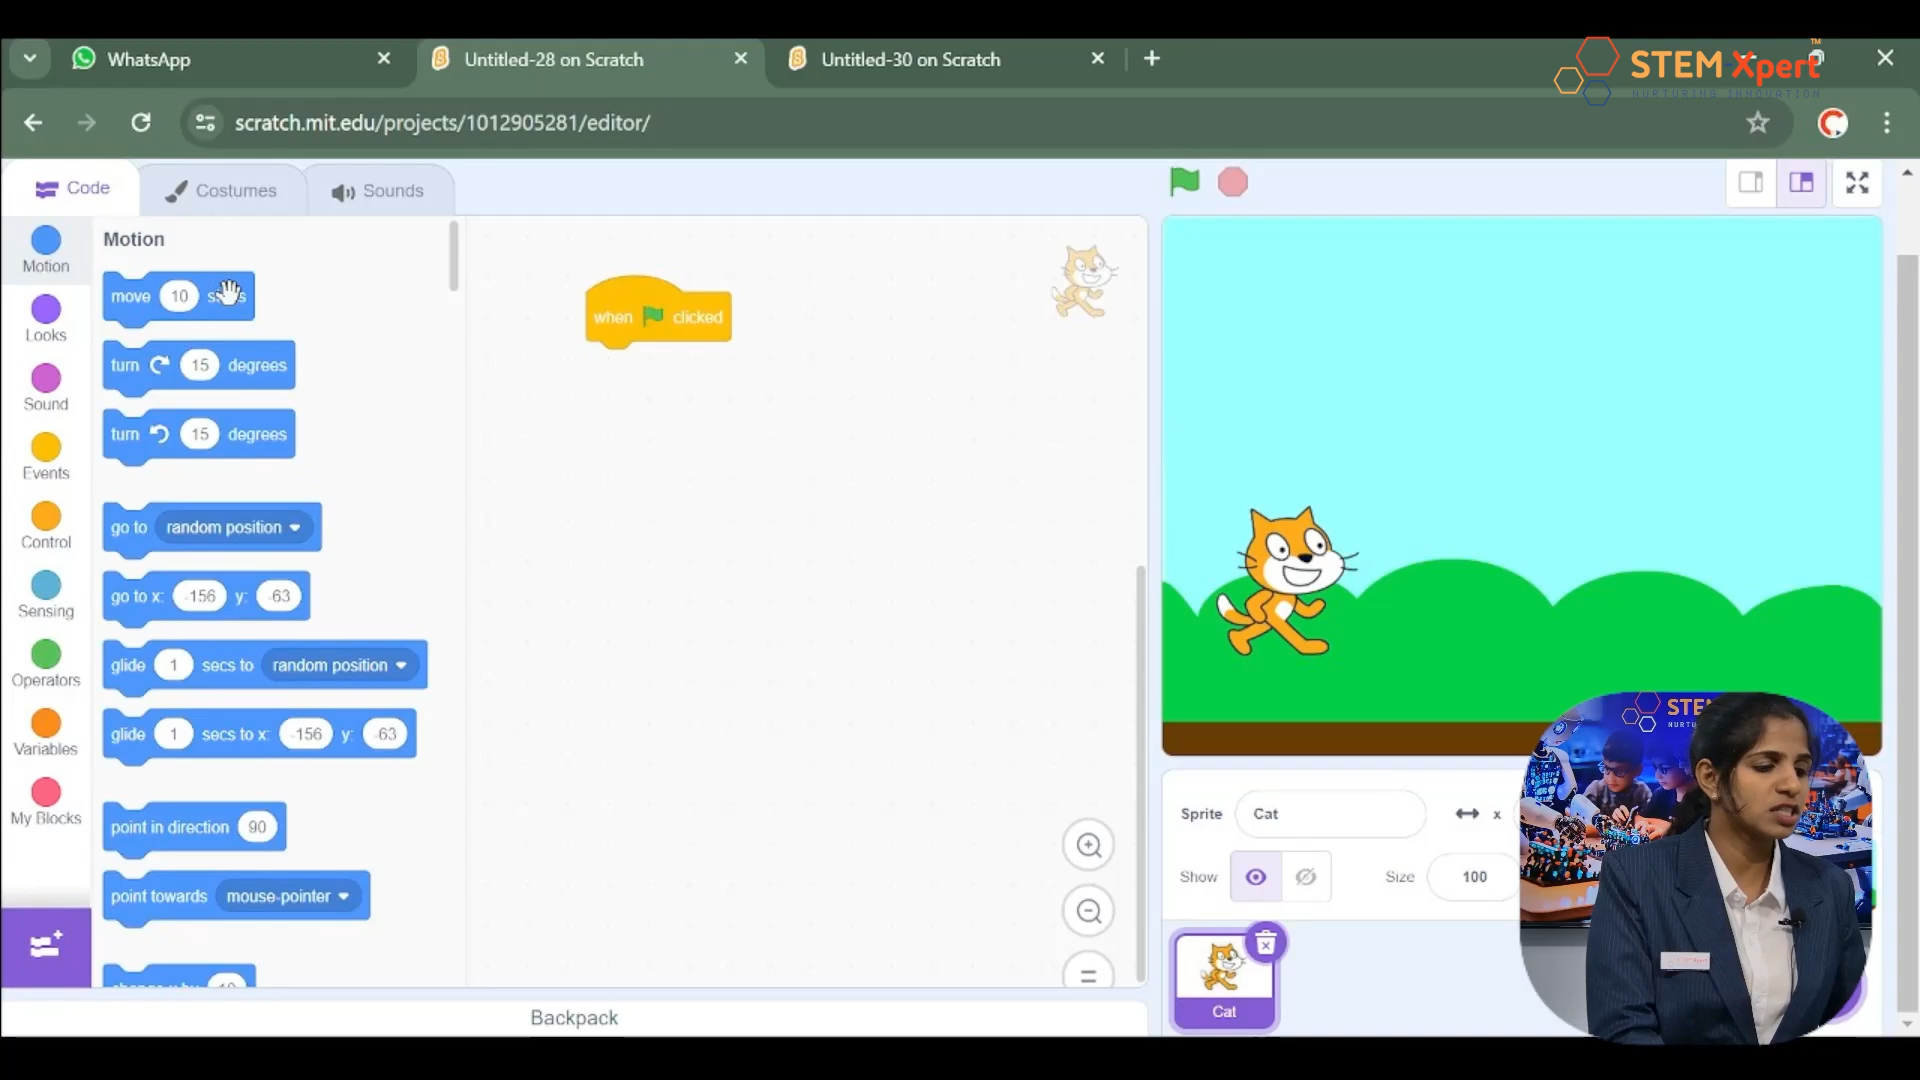 WhatsApp
Untitled-28 on Scratch
Untitled-30 on Scratch
STEM Xpert
TM
NURTURING INNOVATION
scratch.mit.edu/projects/1012905281/editor/
Code
Costumes
Sounds
Motion
Looks
Sound
Events
Control
Sensing
Operators
Variables
My Blocks
Motion
move 10
turn 15 degrees
turn 15 degrees
go to random position
go to x: -156 y: -63
glide 1 secs to random position
glide 1 secs to x: -156 y: -63
point in direction 90
point towards mouse-pointer
when clicked
Sprite Cat x
Show Size 100
Cat
Backpack